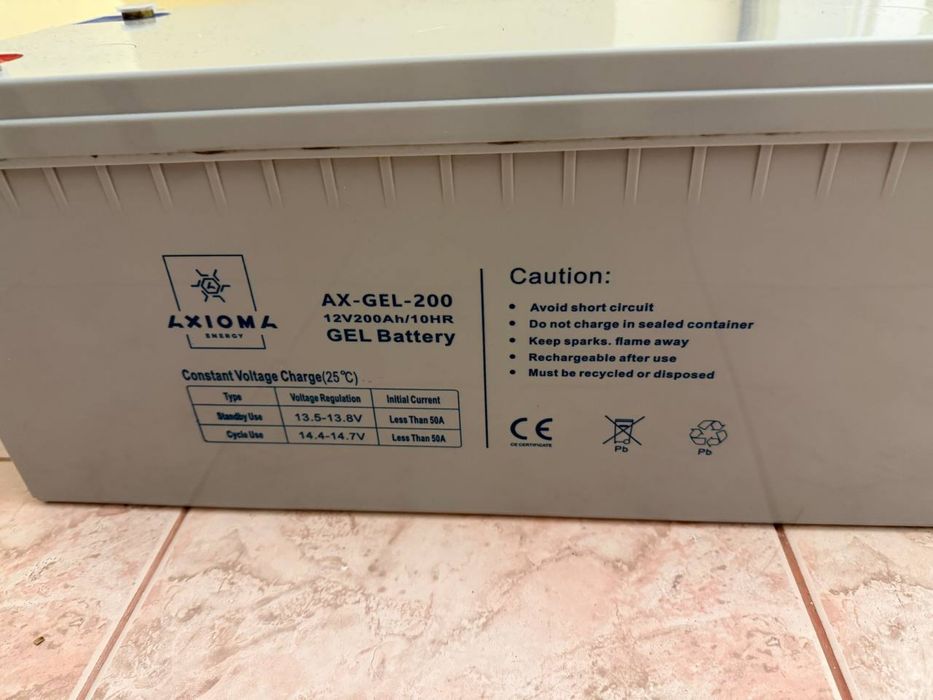 AXIOMA
ENERGY
AX-GEL-200
12V200Ah/10HR
GEL Battery
Constant Voltage Charge(25℃)
Type Voltage Regulation Initial Current
Standby Use 13.5-13.8V Less Than 50A
Cycle Use 14.4-14.7V Less Than 50A
Caution:
• Avoid short circuit
• Do not charge in sealed container
• Keep sparks. flame away
• Rechargeable after use
• Must be recycled or disposed
CE
CE CERTIFICATE
Pb
Pb